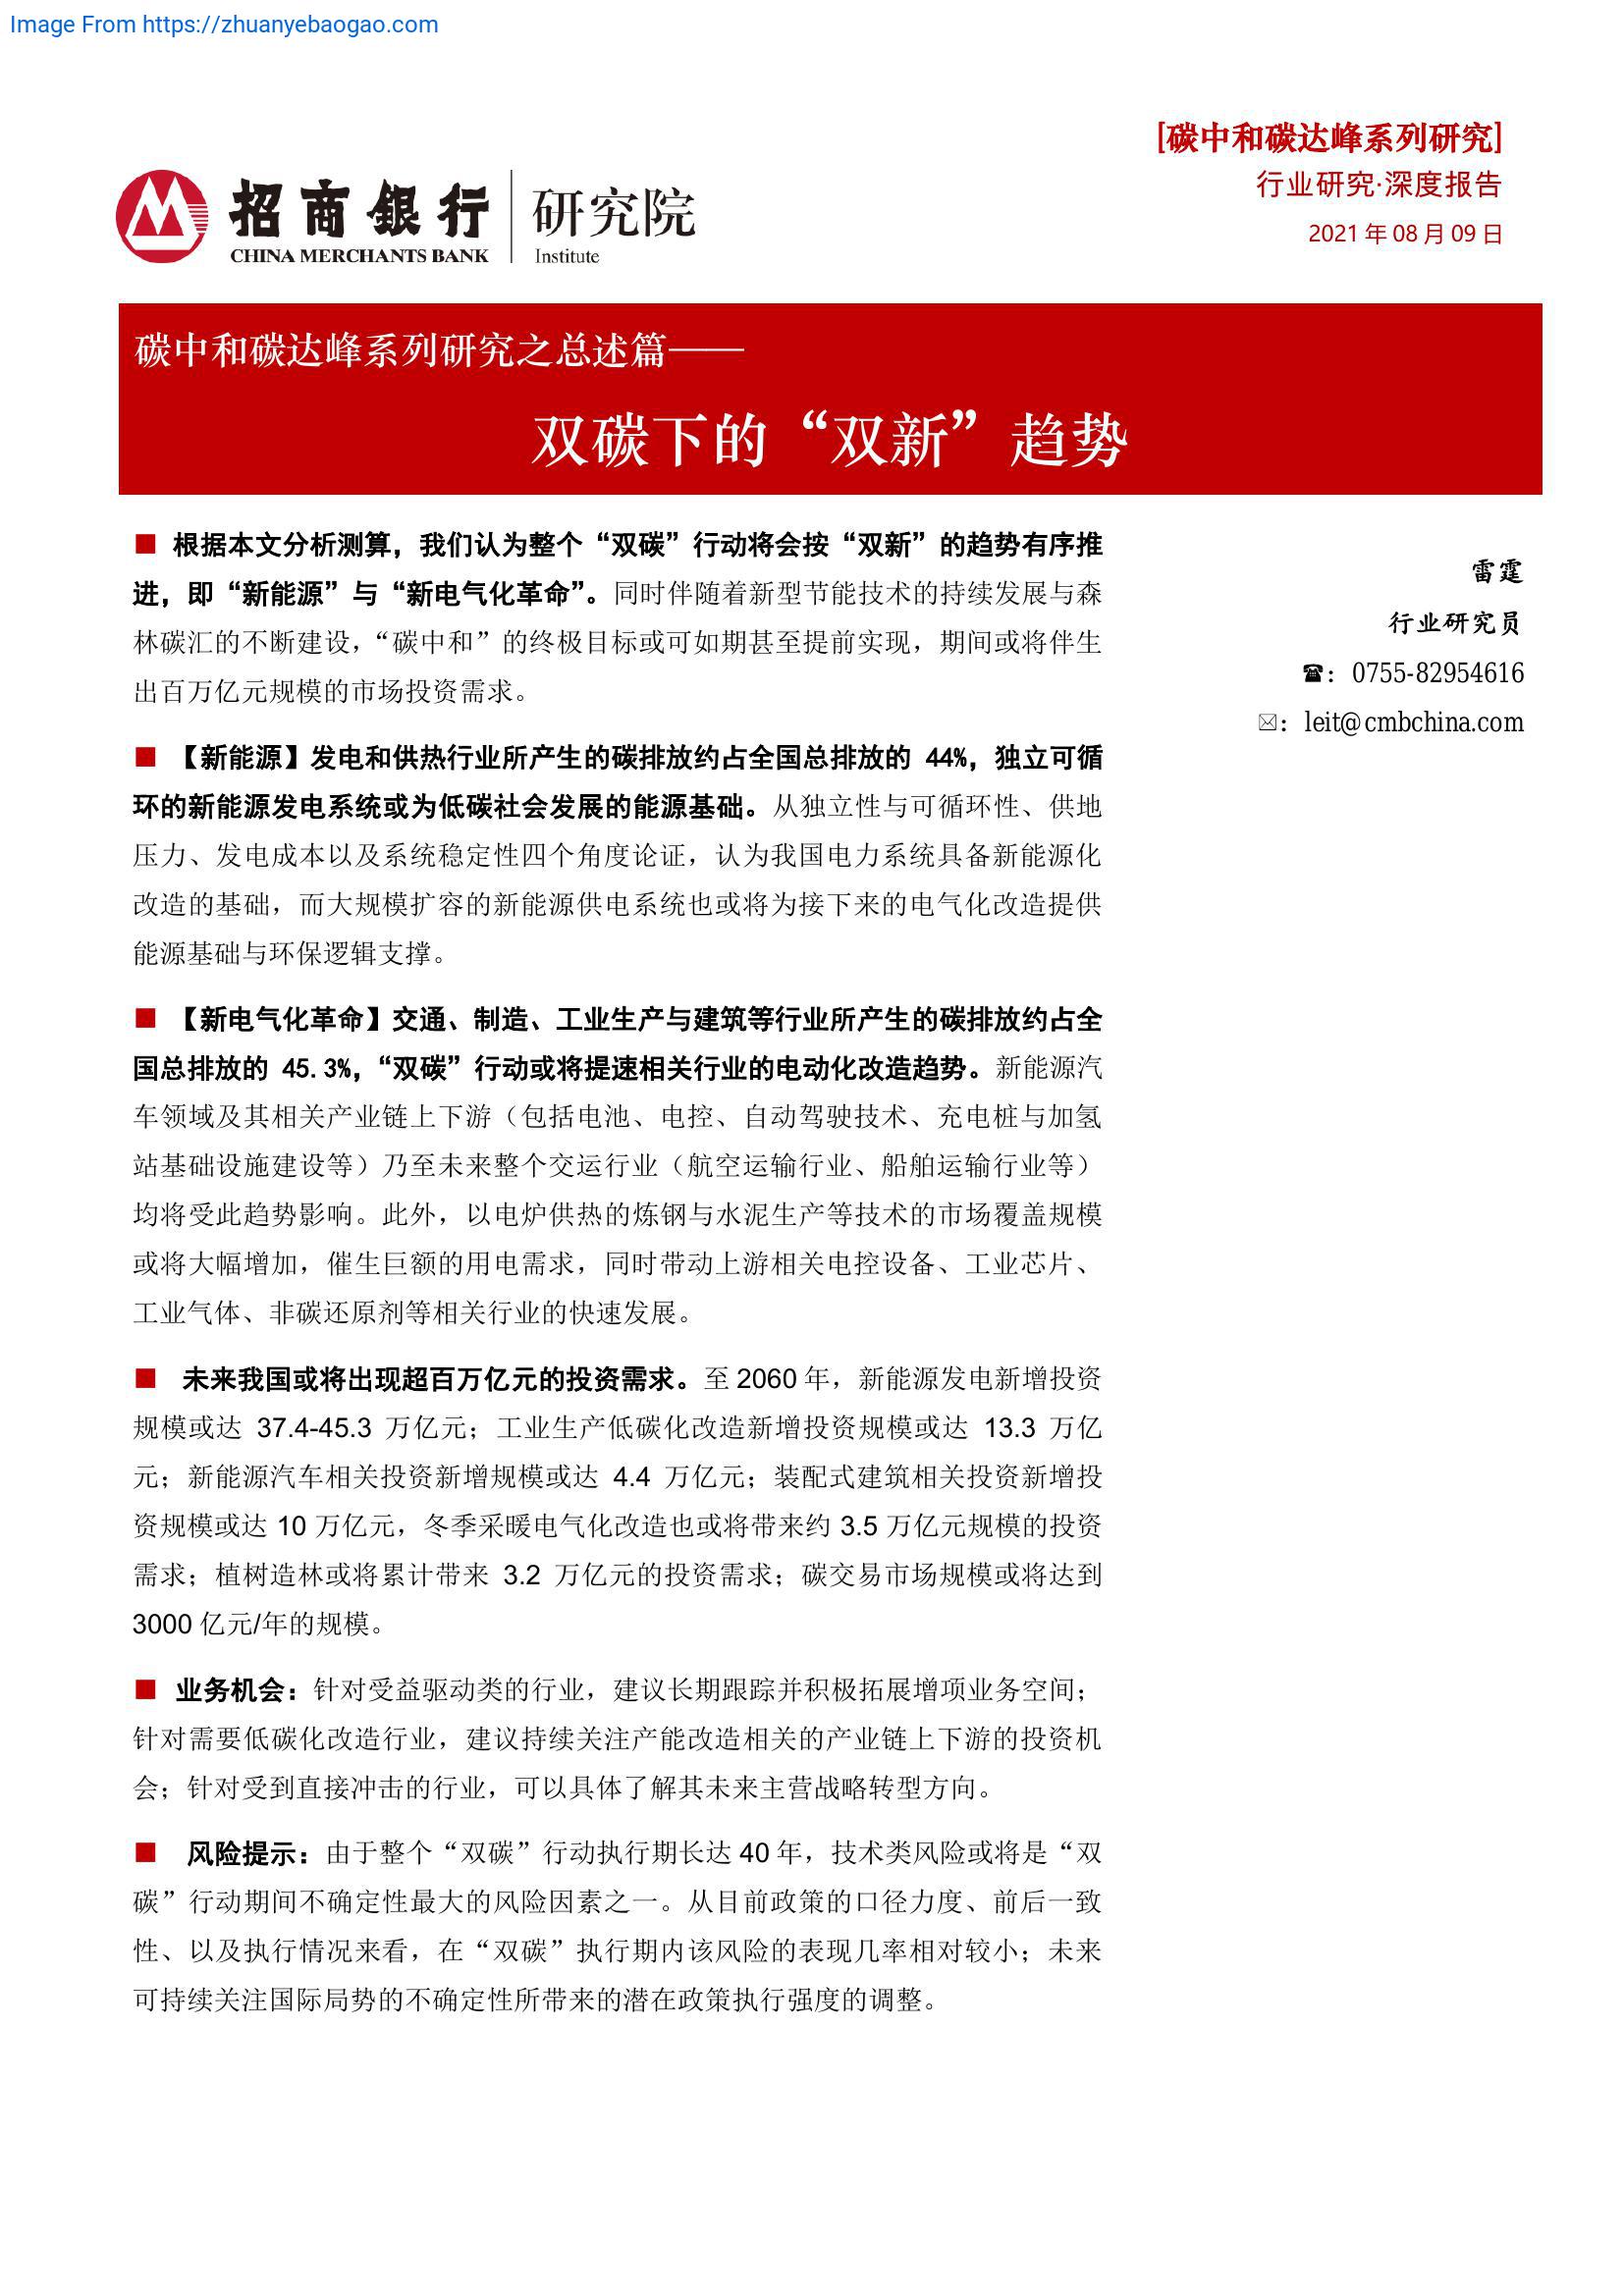 Image From https://zhuanyebaogao.com
[碳中和碳达峰系列研究]
行业研究·深度报告
2021 年 08 月 09 日
招商银行
CHINA MERCHANTS BANK
研究院
Institute
碳中和碳达峰系列研究之总述篇——
双碳下的“双新”趋势
■ 根据本文分析测算，我们认为整个“双碳”行动将会按“双新”的趋势有序推
进，即“新能源”与“新电气化革命”。同时伴随着新型节能技术的持续发展与森
林碳汇的不断建设，“碳中和”的终极目标或可如期甚至提前实现，期间或将伴生
出百万亿元规模的市场投资需求。
■ 【新能源】发电和供热行业所产生的碳排放约占全国总排放的 44%，独立可循
环的新能源发电系统或为低碳社会发展的能源基础。从独立性与可循环性、供地
压力、发电成本以及系统稳定性四个角度论证，认为我国电力系统具备新能源化
改造的基础，而大规模扩容的新能源供电系统也或将为接下来的电气化改造提供
能源基础与环保逻辑支撑。
■ 【新电气化革命】交通、制造、工业生产与建筑等行业所产生的碳排放约占全
国总排放的 45.3%，“双碳”行动或将提速相关行业的电动化改造趋势。新能源汽
车领域及其相关产业链上下游（包括电池、电控、自动驾驶技术、充电桩与加氢
站基础设施建设等）乃至未来整个交运行业（航空运输行业、船舶运输行业等）
均将受此趋势影响。此外，以电炉供热的炼钢与水泥生产等技术的市场覆盖规模
或将大幅增加，催生巨额的用电需求，同时带动上游相关电控设备、工业芯片、
工业气体、非碳还原剂等相关行业的快速发展。
■ 未来我国或将出现超百万亿元的投资需求。至 2060 年，新能源发电新增投资
规模或达 37.4-45.3 万亿元；工业生产低碳化改造新增投资规模或达 13.3 万亿
元；新能源汽车相关投资新增规模或达 4.4 万亿元；装配式建筑相关投资新增投
资规模或达 10 万亿元，冬季采暖电气化改造也或将带来约 3.5 万亿元规模的投资
需求；植树造林或将累计带来 3.2 万亿元的投资需求；碳交易市场规模或将达到
3000 亿元/年的规模。
■ 业务机会：针对受益驱动类的行业，建议长期跟踪并积极拓展增项业务空间；
针对需要低碳化改造行业，建议持续关注产能改造相关的产业链上下游的投资机
会；针对受到直接冲击的行业，可以具体了解其未来主营战略转型方向。
■ 风险提示：由于整个“双碳”行动执行期长达 40 年，技术类风险或将是“双
碳”行动期间不确定性最大的风险因素之一。从目前政策的口径力度、前后一致
性、以及执行情况来看，在“双碳”执行期内该风险的表现几率相对较小；未来
可持续关注国际局势的不确定性所带来的潜在政策执行强度的调整。
雷霆
行业研究员
☎：0755-82954616
✉：leit@cmbchina.com